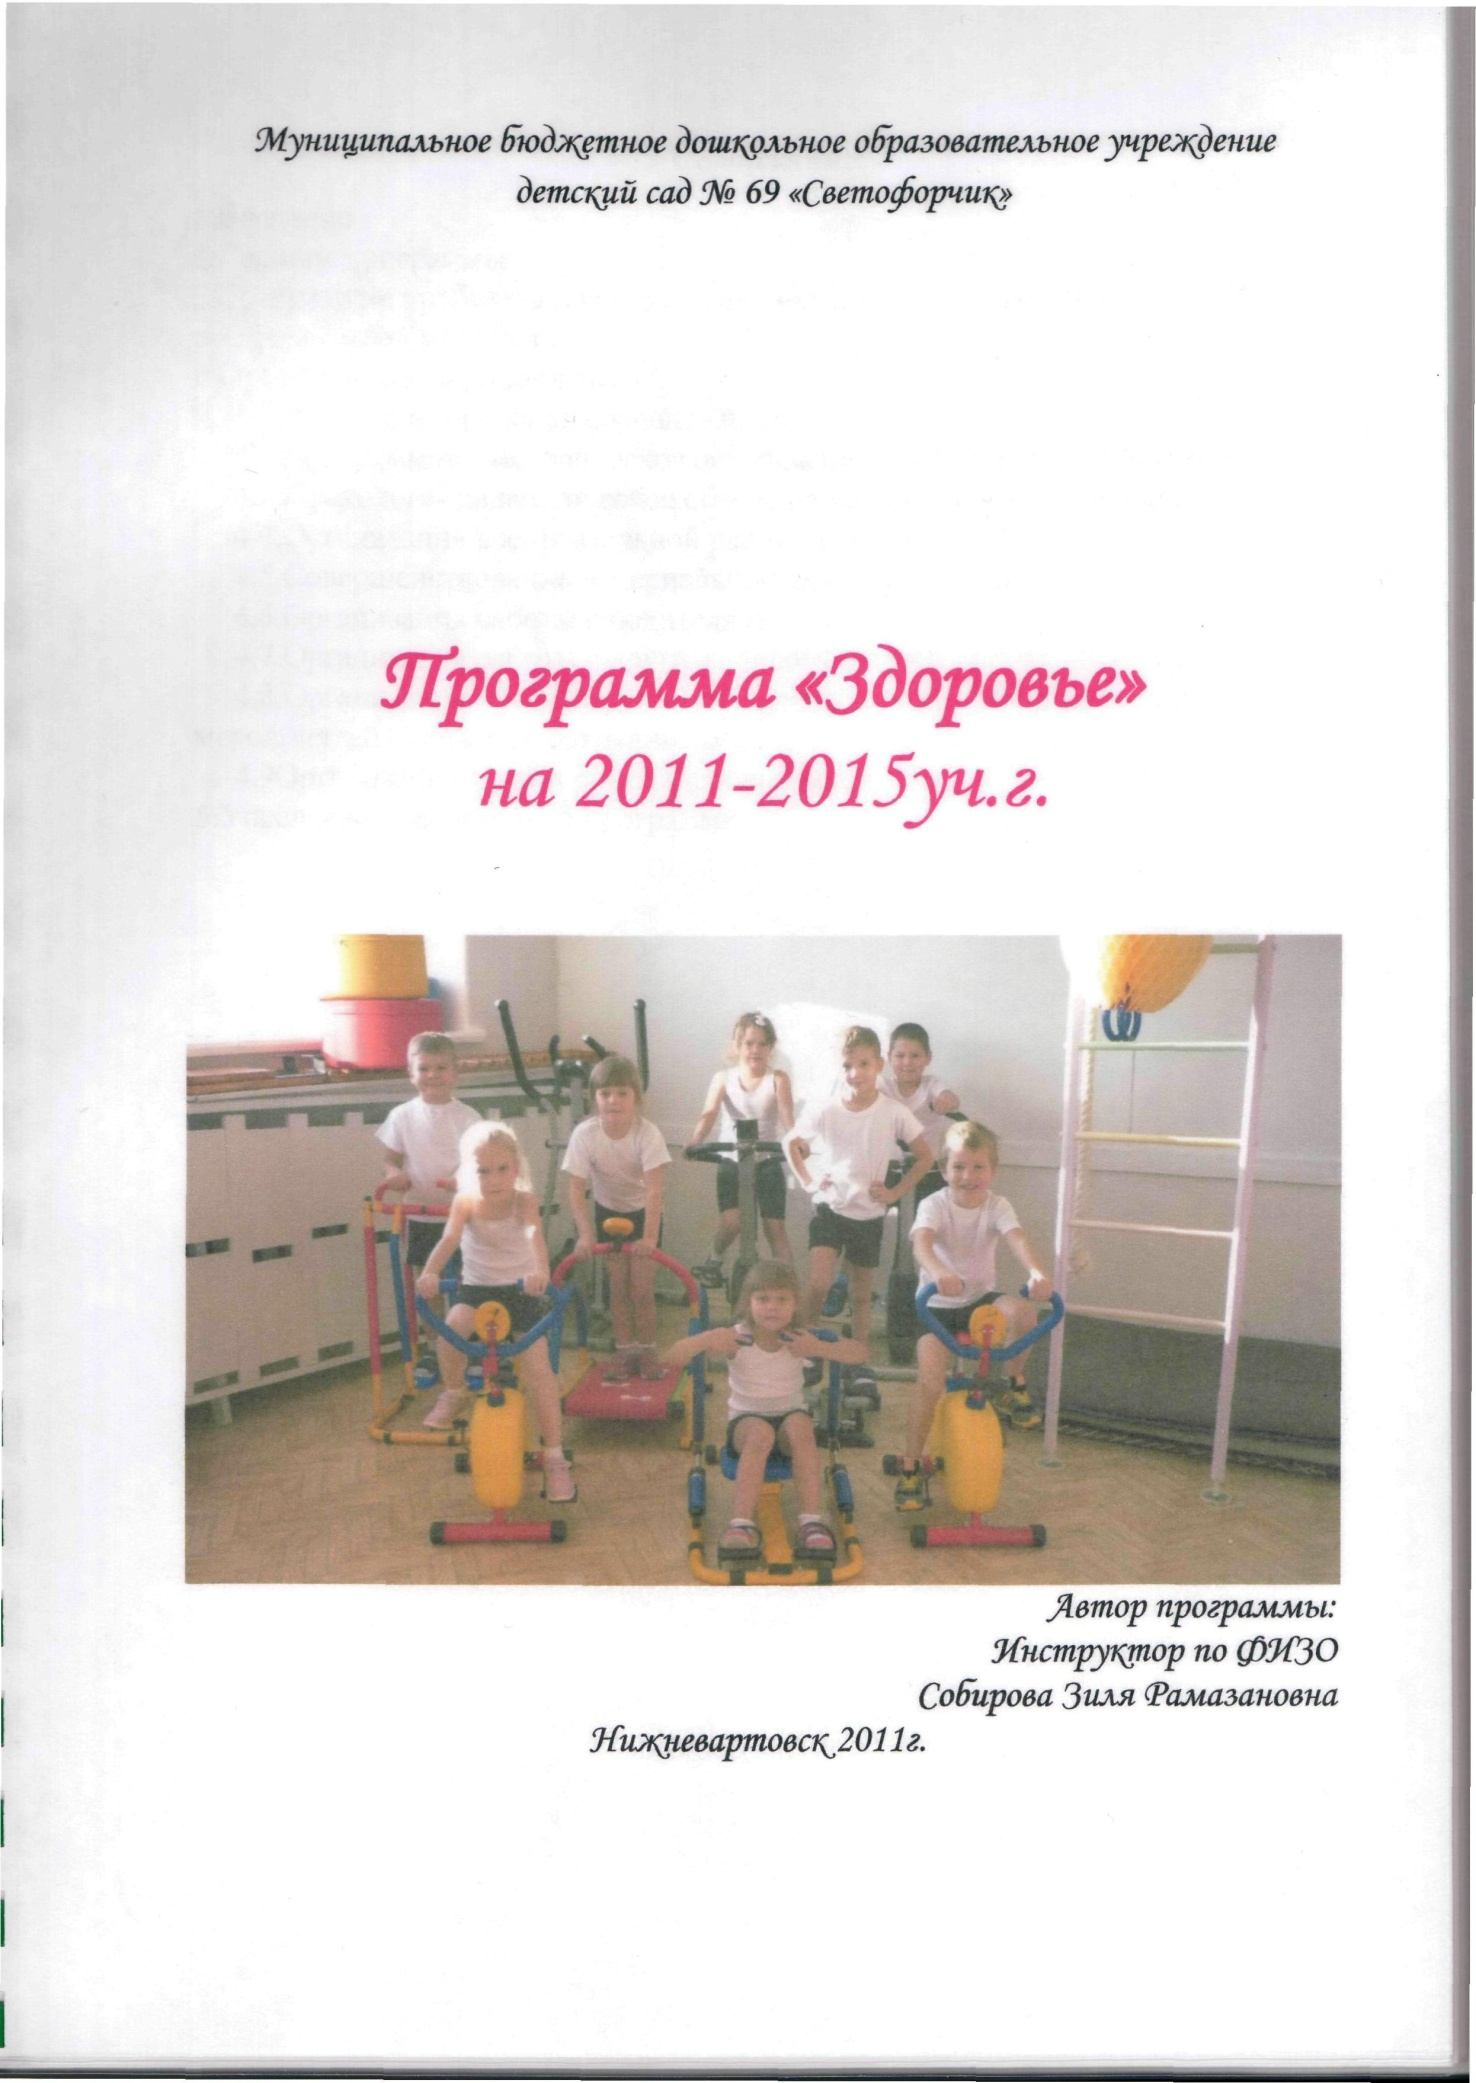 Муниципальное бюджетное дошкольное образовательное учреждение
детский сад № 69 «Светофорчик»
Программа «Здоровье»
на 2011-2015уч.г.
Автор программы:
Инструктор по ФИЗО
Собирова Зиля Рамазановна
Нижневартовск 2011г.